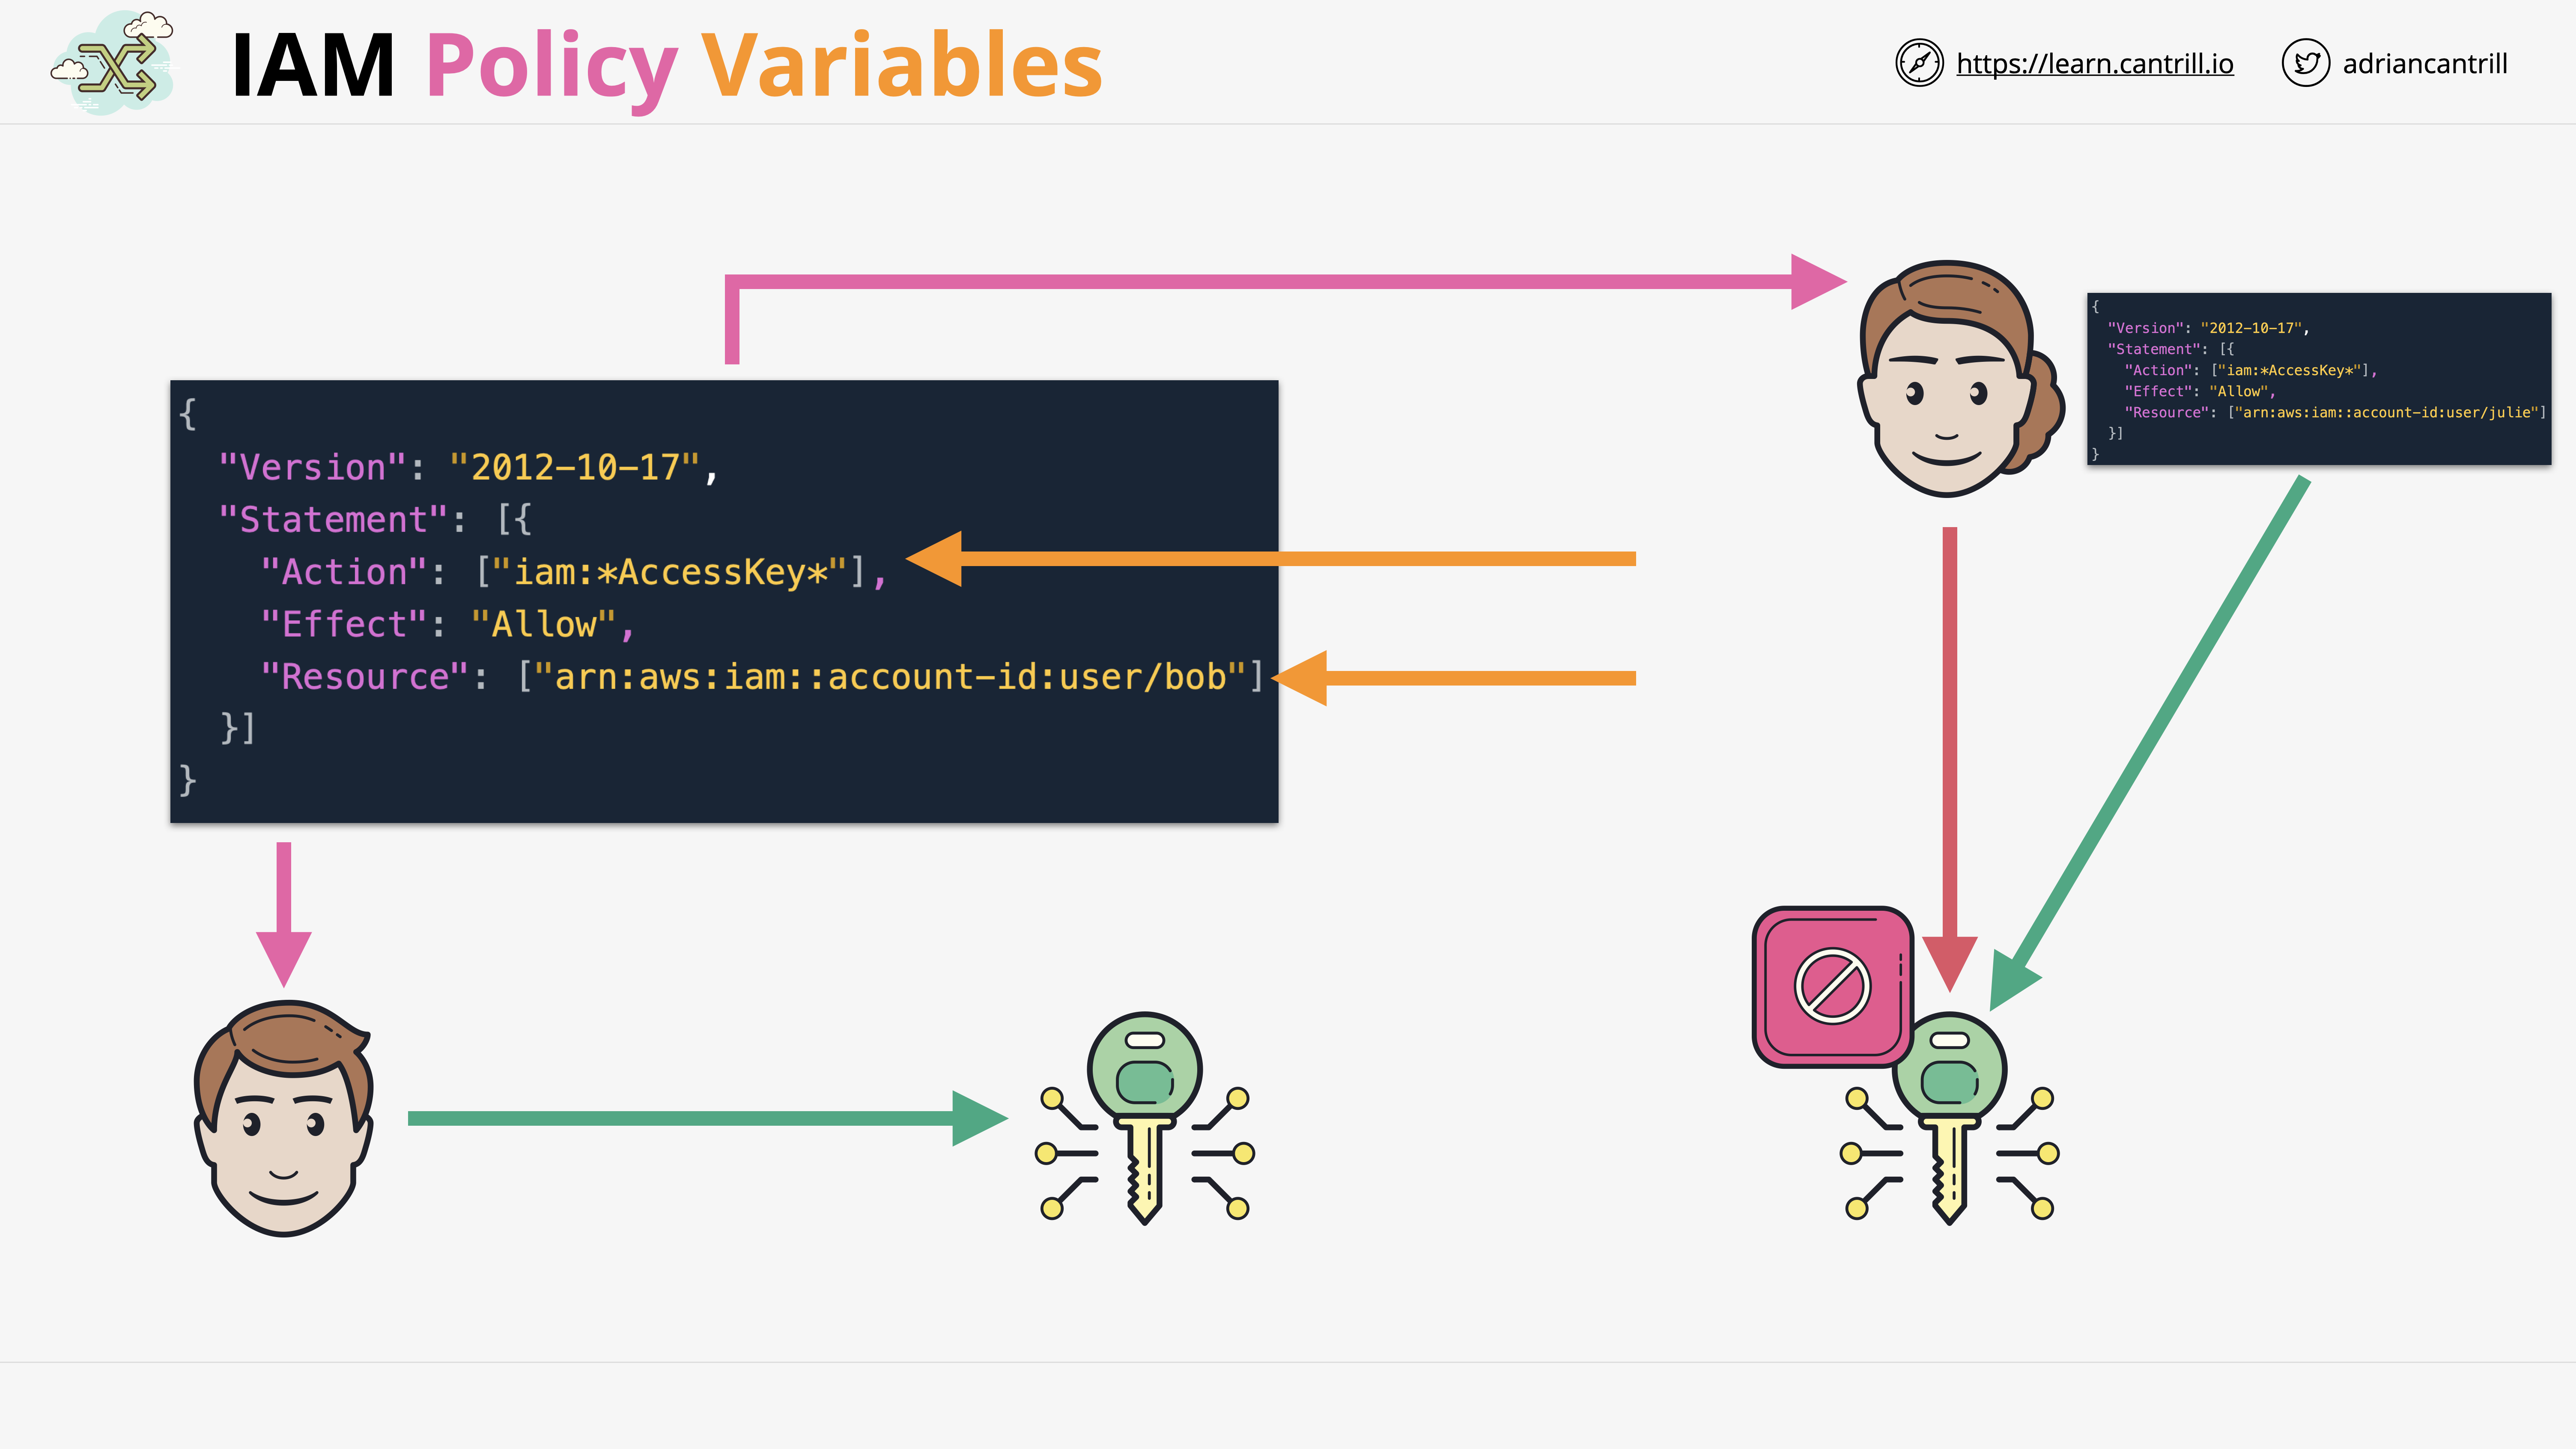 IAM Policy Variables
https://learn.cantrill.io
adriancantrill
{
"Version": "2012-10-17",
"Statement": [{
"Action": ["iam:*AccessKey*"],
"Effect": "Allow",
"Resource": ["arn:aws:iam::account-id:user/bob"]
}]
}
{
"Version": "2012-10-17",
"Statement": [{
"Action": ["iam:*AccessKey*"],
"Effect": "Allow",
"Resource": ["arn:aws:iam::account-id:user/julie"]
}]
}